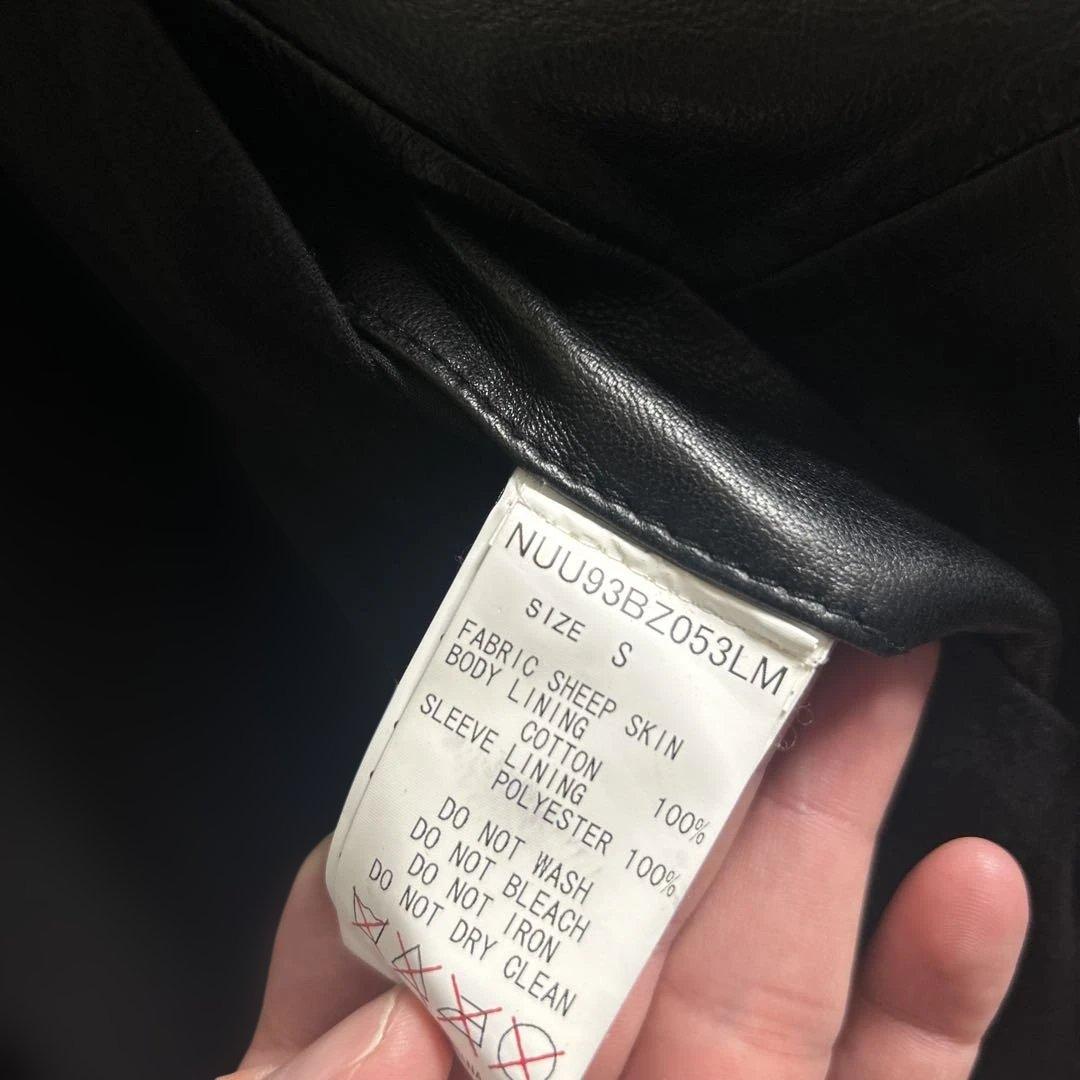 NUU93BZ053LM
SIZE S
FABRIC SHEEP SKIN
BODY LINING
COTTON 100%
SLEEVE LINING
POLYESTER 100%
DO NOT WASH
DO NOT BLEACH
DO NOT IRON
DO NOT DRY CLEAN